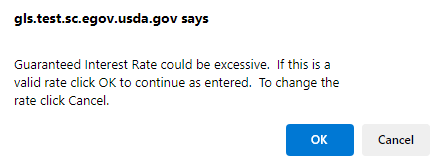 gls.test.sc.egov.usda.gov says
Guaranteed Interest Rate could be excessive.  If this is a
valid rate click OK to continue as entered.  To change the
rate click Cancel.
OK
Cancel